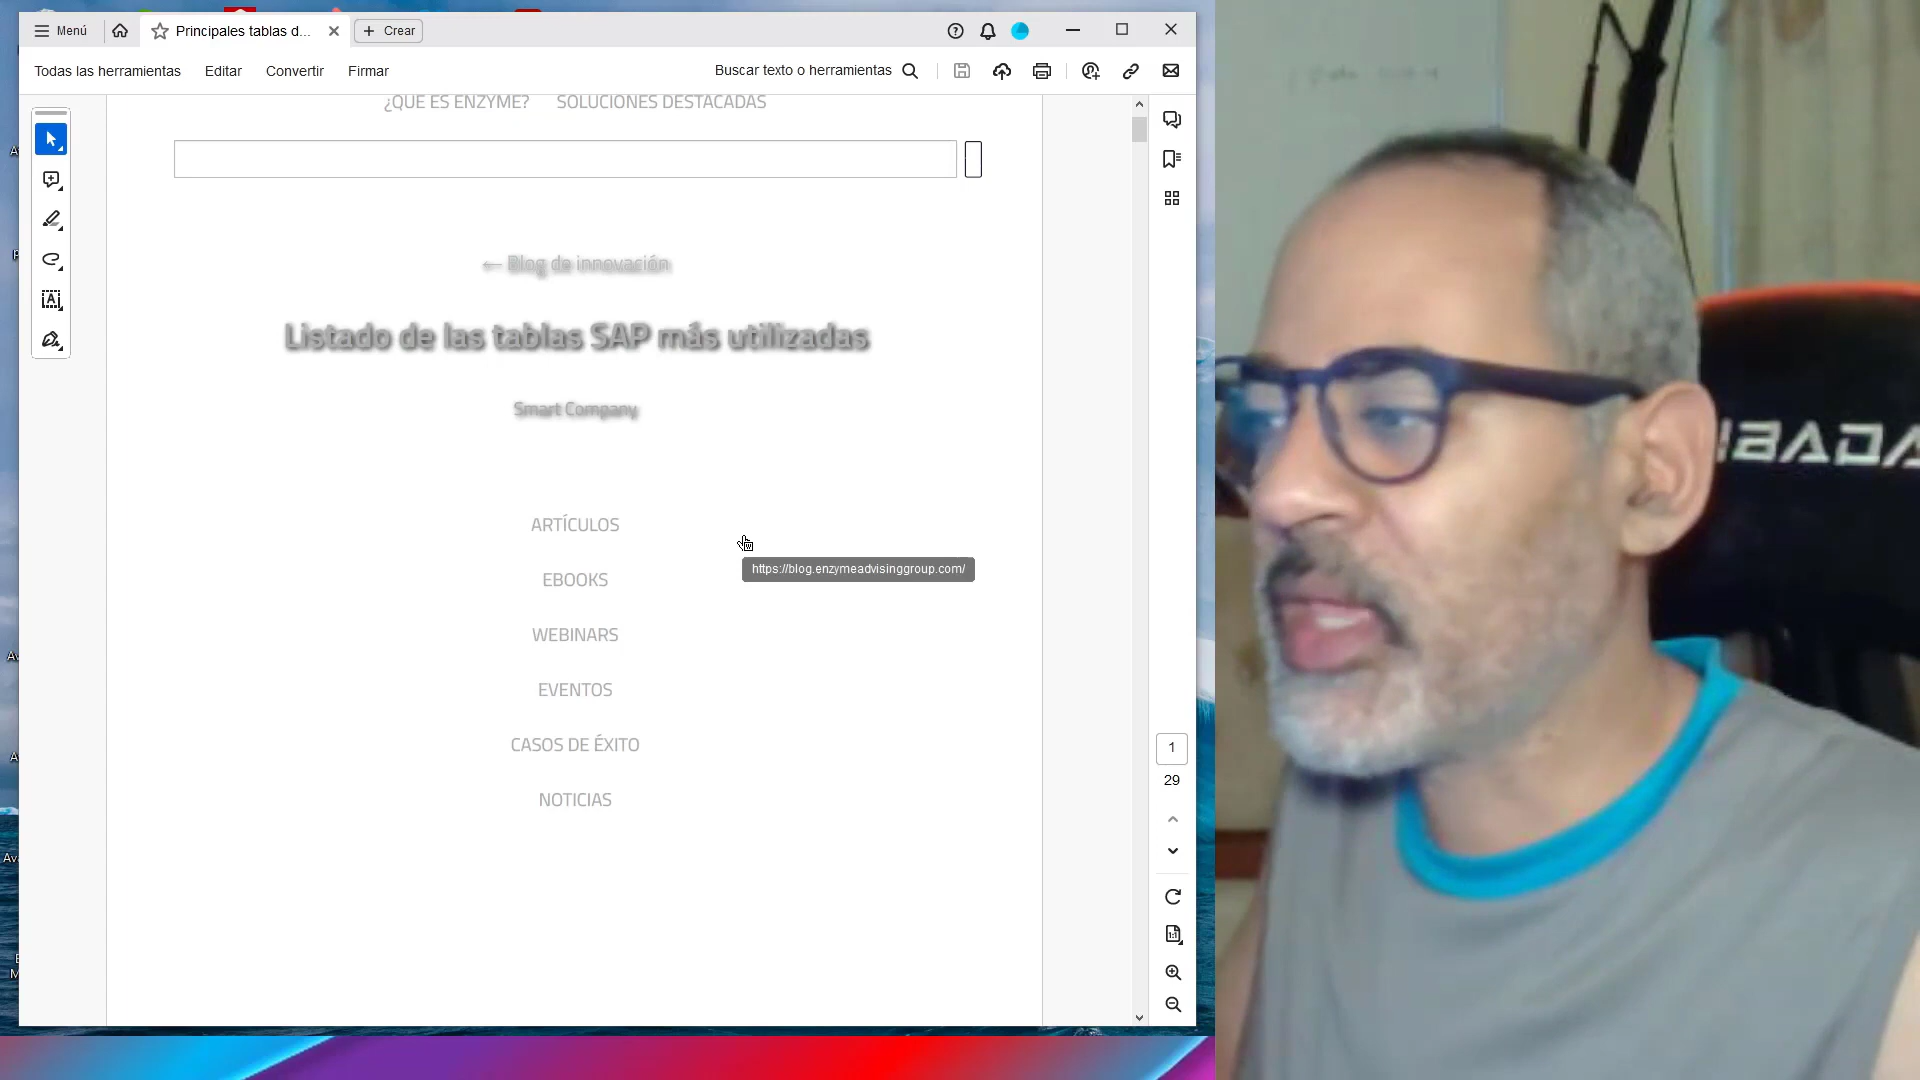 Menú
Principales tablas d...
+ Crear
Todas las herramientas
Editar
Convertir
Firmar
Buscar texto o herramientas
¿QUE ES ENZYME?
SOLUCIONES DESTACADAS
← Blog de innovación
Listado de las tablas SAP más utilizadas
Smart Company
ARTÍCULOS
https://blog.enzymeadvisinggroup.com/
EBOOKS
WEBINARS
EVENTOS
CASOS DE ÉXITO
NOTICIAS
1
29